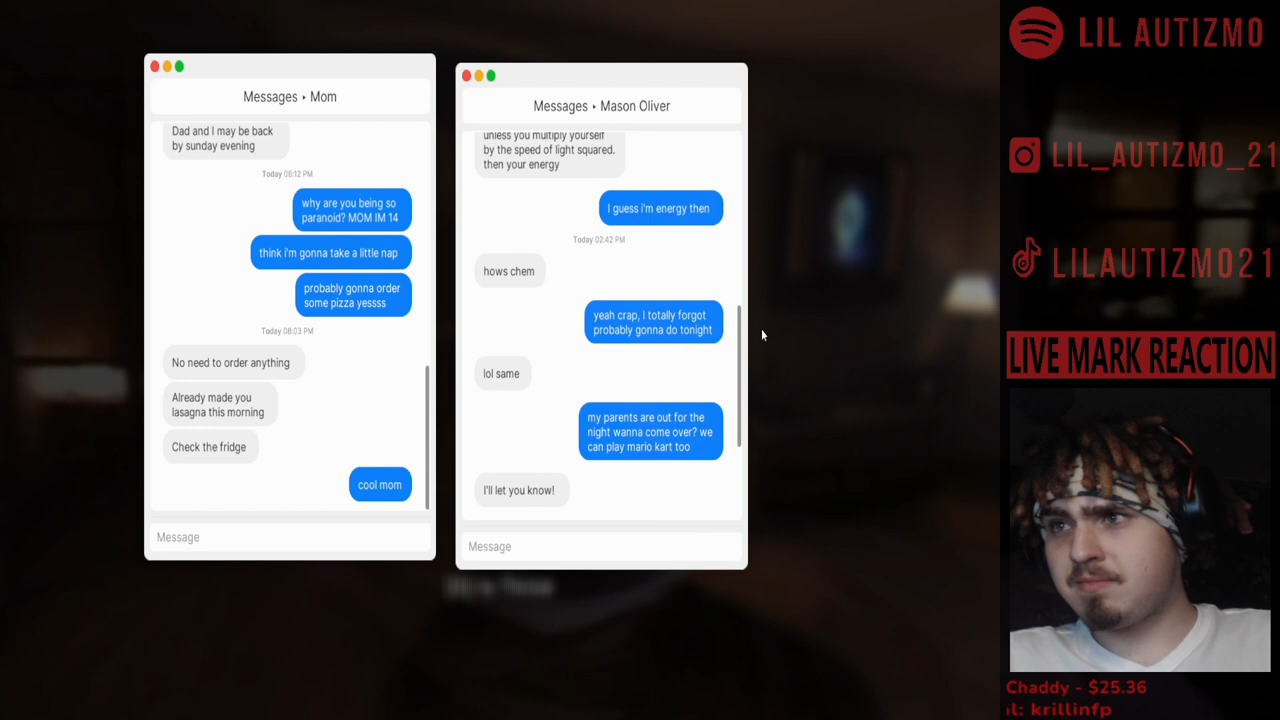 Messages ‣ Mom
Dad and I may be back
by sunday evening
Today 06:12 PM
why are you being so
paranoid? MOM IM 14
think i'm gonna take a little nap
probably gonna order
some pizza yessss
Today 08:03 PM
No need to order anything
Already made you
lasagna this morning
Check the fridge
cool mom
Message
Messages ‣ Mason Oliver
unless you multiply yourself
by the speed of light squared.
then your energy
I guess i'm energy then
Today 02:42 PM
hows chem
yeah crap, I totally forgot
probably gonna do tonight
lol same
my parents are out for the
night wanna come over? we
can play mario kart too
I'll let you know!
Message
LIL AUTIZMO
LIL_AUTIZMO_21
LILAUTIZMO21
LIVE MARK REACTION
Chaddy - $25.36
al: krillinfp